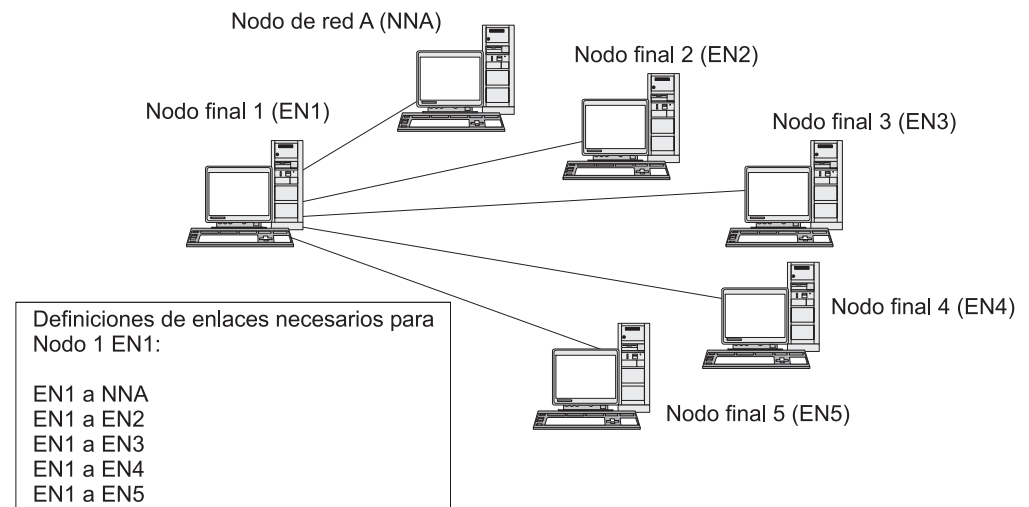 Nodo de red A (NNA)
Nodo final 2 (EN2)
Nodo final 1 (EN1)
Nodo final 3 (EN3)
Nodo final 4 (EN4)
Definiciones de enlaces necesarios para
Nodo 1 EN1:
Nodo final 5 (EN5)
EN1 a NNA
EN1 a EN2
EN1 a EN3
EN1 a EN4
EN1 a EN5